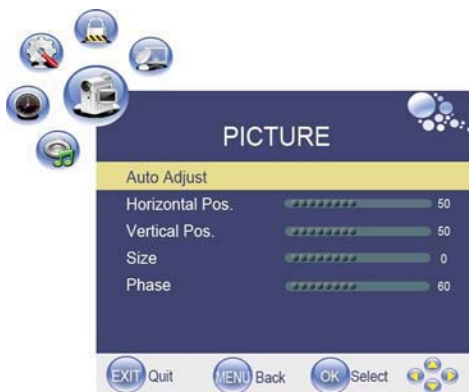 PICTURE
Auto Adjust
Horizontal Pos. 50
Vertical Pos. 50
Size 0
Phase 60
EXIT Quit MENU Back OK Select